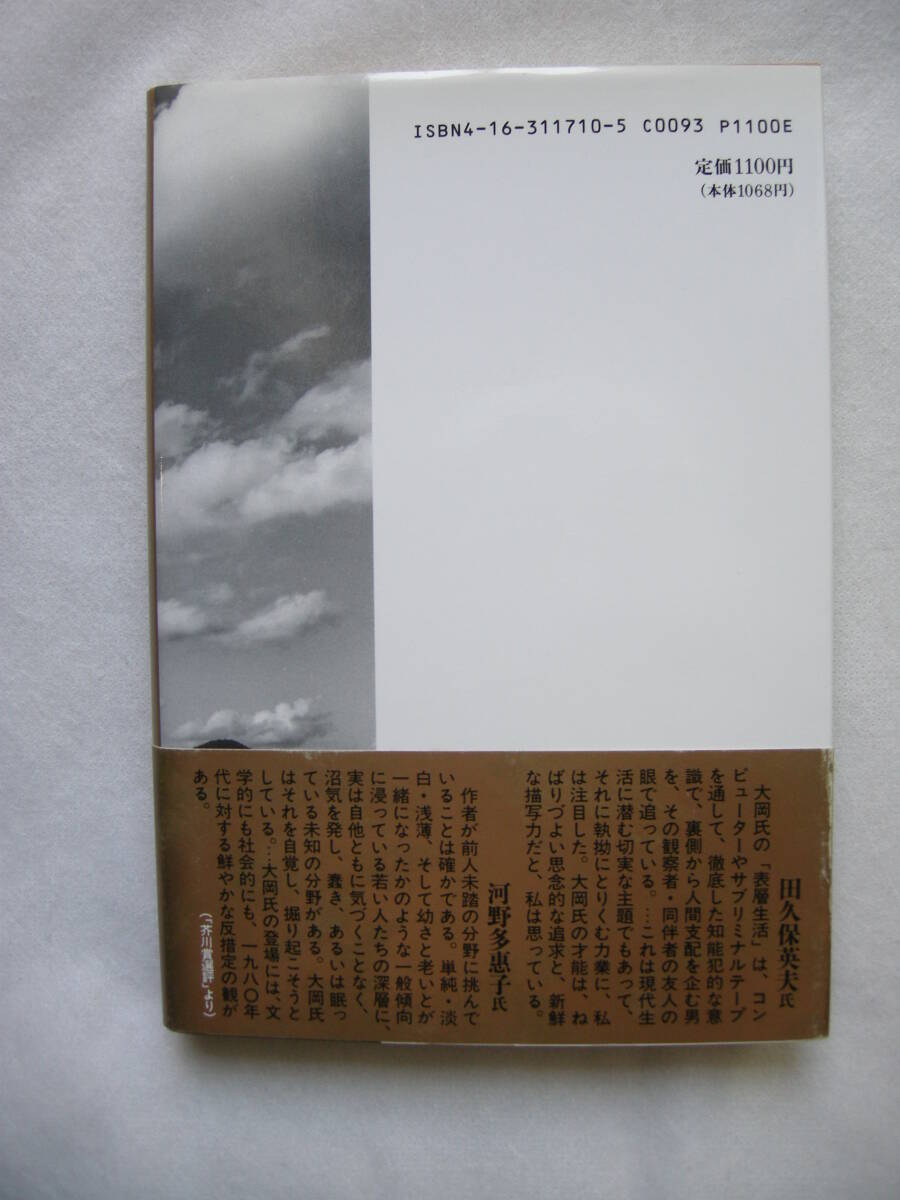 ISBN4-16-311710-5 C0093 P1100E
定価1100円
(本体1068円)
田久保英夫氏
大岡氏の「表層生活」は、コン
ピューターやサブリミナルテープ
を通して、徹底した知能犯的な意
識で、裏側から人間支配を企む男
を、その観察者・同伴者の友人の
眼で追っている。…これは現代生
活に潜む切実な主題でもあって、
それに執拗にとりくむ力業に、私
は注目した。大岡氏の才能は、ね
ばりづよい思念的な追求と、新鮮
な描写力だと、私は思っている。
河野多惠子氏
作者が前人未踏の分野に挑んで
いることは確かである。単純・淡
白・浅薄、そして幼さと老いとが
一緒になったかのような一般傾向
に浸っている若い人たちの深層に、
実は自他ともに気づくことなく、
沼気を発し、蠢き、あるいは眠っ
ている未知の分野がある。大岡氏
はそれを自覚し、掘り起こそうと
している。…大岡氏の登場には、文
学的にも社会的にも、一九八〇年
代に対する鮮やかな反措定の観が
ある。
(「芥川賞選評」より)